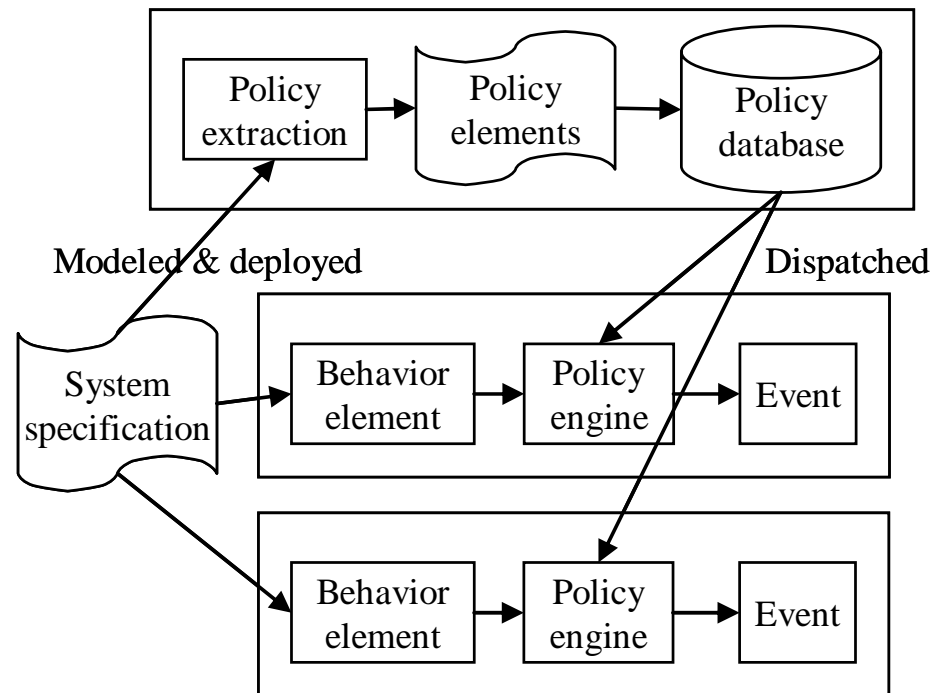 Policy
extraction
Policy
elements
Policy
database
Modeled & deployed
Dispatched
System
specification
Behavior
element
Policy
engine
Event
Behavior
element
Policy
engine
Event